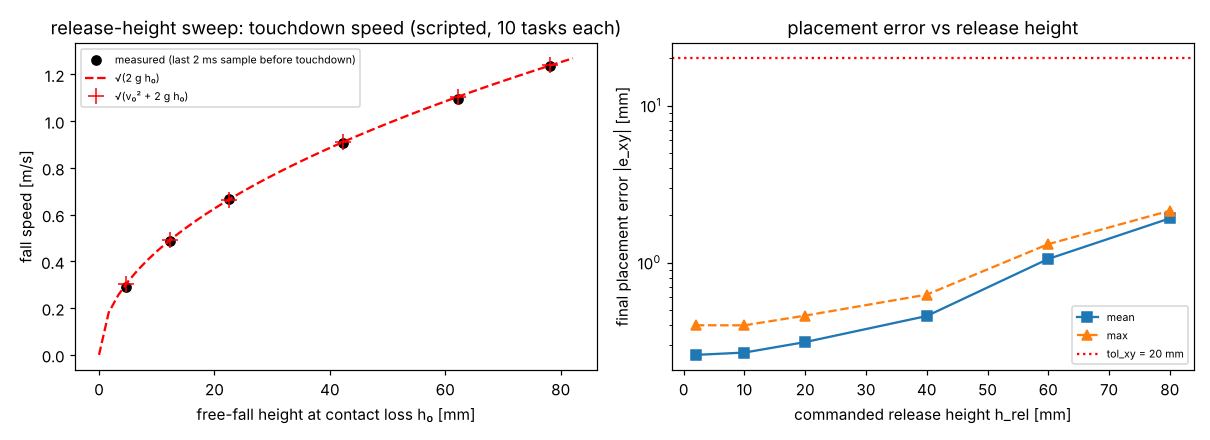 release-height sweep: touchdown speed (scripted, 10 tasks each)
measured (last 2 ms sample before touchdown)
√(2 g h₀)
√(v₀² + 2 g h₀)
fall speed [m/s]
1.2
1.0
0.8
0.6
0.4
0.2
0.0
0
20
40
60
80
free-fall height at contact loss h₀ [mm]
placement error vs release height
final placement error |e_xy| [mm]
10¹
10⁰
mean
max
tol_xy = 20 mm
0
10
20
30
40
50
60
70
80
commanded release height h_rel [mm]